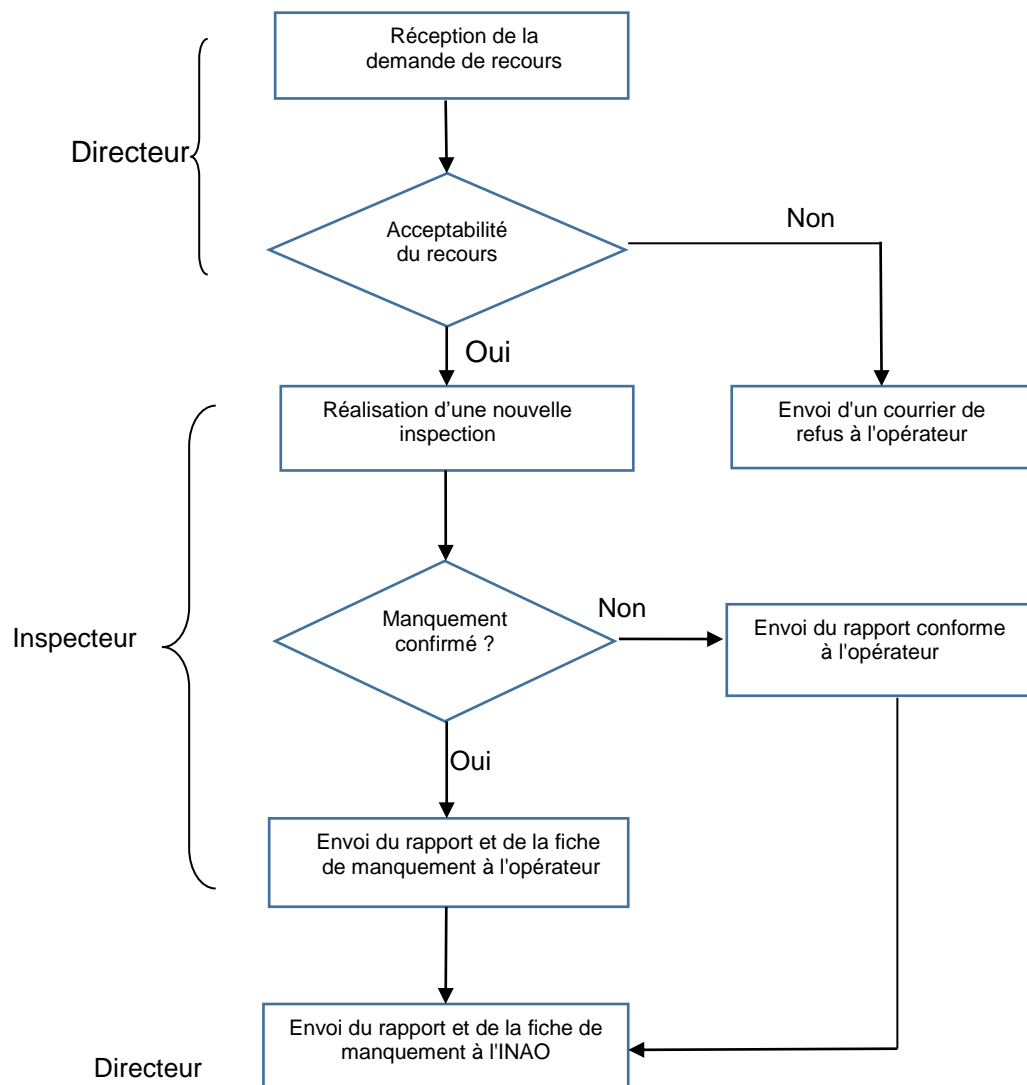 Réception de la
demande de recours
Directeur
Acceptabilité
du recours
Non
Oui
Réalisation d’une nouvelle
inspection
Envoi d'un courrier de
refus à l'opérateur
Inspecteur
Manquement
confirmé ?
Non
Envoi du rapport conforme
à l'opérateur
Oui
Envoi du rapport et de la fiche
de manquement à l'opérateur
Envoi du rapport et de la fiche de
manquement à l'INAO
Directeur